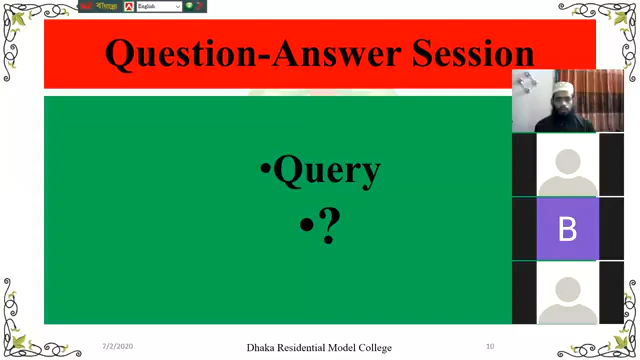 English
Question-Answer Session
•Query
•?
B
7/2/2020
Dhaka Residential Model College
10